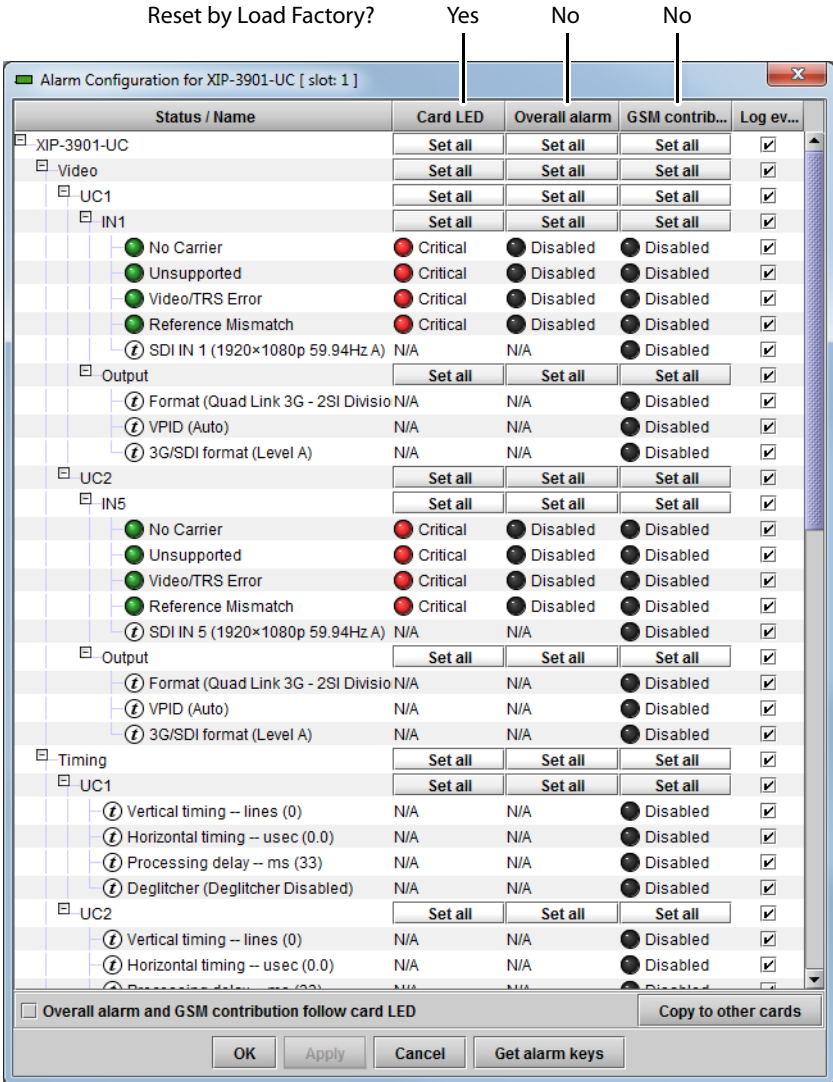 Reset by Load Factory? Yes No No
Alarm Configuration for XIP-3901-UC [ slot: 1 ]
Status / Name Card LED Overall alarm GSM contrib... Log ev...
XIP-3901-UC Set all Set all Set all
Video Set all Set all Set all
UC1 Set all Set all Set all
IN1 Set all Set all Set all
No Carrier Critical Disabled Disabled
Unsupported Critical Disabled Disabled
Video/TRS Error Critical Disabled Disabled
Reference Mismatch Critical Disabled Disabled
SDI IN 1 (1920×1080p 59.94Hz A) N/A N/A Disabled
Output Set all Set all Set all
Format (Quad Link 3G - 2SI Divisio N/A N/A Disabled
VPID (Auto) N/A N/A Disabled
3G/SDI format (Level A) N/A N/A Disabled
UC2 Set all Set all Set all
IN5 Set all Set all Set all
No Carrier Critical Disabled Disabled
Unsupported Critical Disabled Disabled
Video/TRS Error Critical Disabled Disabled
Reference Mismatch Critical Disabled Disabled
SDI IN 5 (1920×1080p 59.94Hz A) N/A N/A Disabled
Output Set all Set all Set all
Format (Quad Link 3G - 2SI Divisio N/A N/A Disabled
VPID (Auto) N/A N/A Disabled
3G/SDI format (Level A) N/A N/A Disabled
Timing Set all Set all Set all
UC1 Set all Set all Set all
Vertical timing -- lines (0) N/A N/A Disabled
Horizontal timing -- usec (0.0) N/A N/A Disabled
Processing delay -- ms (33) N/A N/A Disabled
Deglitcher (Deglitcher Disabled) N/A N/A Disabled
UC2 Set all Set all Set all
Vertical timing -- lines (0) N/A N/A Disabled
Horizontal timing -- usec (0.0) N/A N/A Disabled
Overall alarm and GSM contribution follow card LED Copy to other cards
OK Apply Cancel Get alarm keys